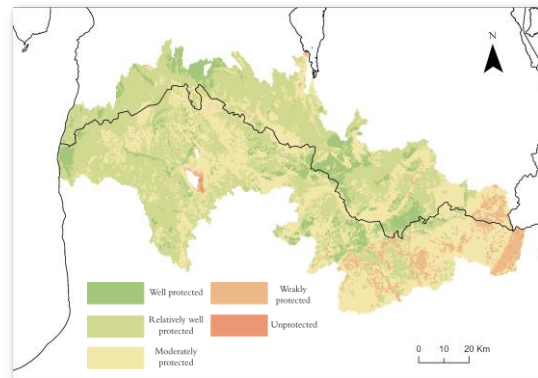 N
Well protected
Weakly
protected
Relatively well
protected
Unprotected
Moderately
protected
0 10 20 Km